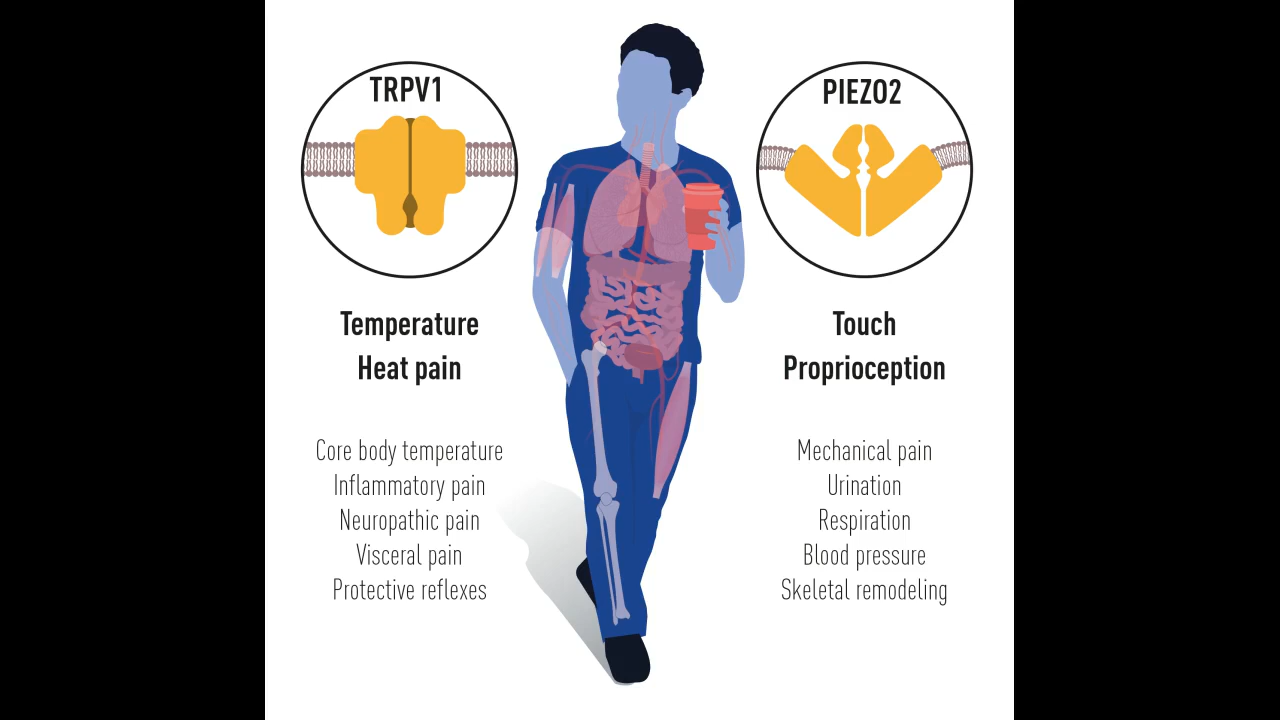 TRPV1
Temperature
Heat pain
Core body temperature
Inflammatory pain
Neuropathic pain
Visceral pain
Protective reflexes
PIEZO2
Touch
Proprioception
Mechanical pain
Urination
Respiration
Blood pressure
Skeletal remodeling